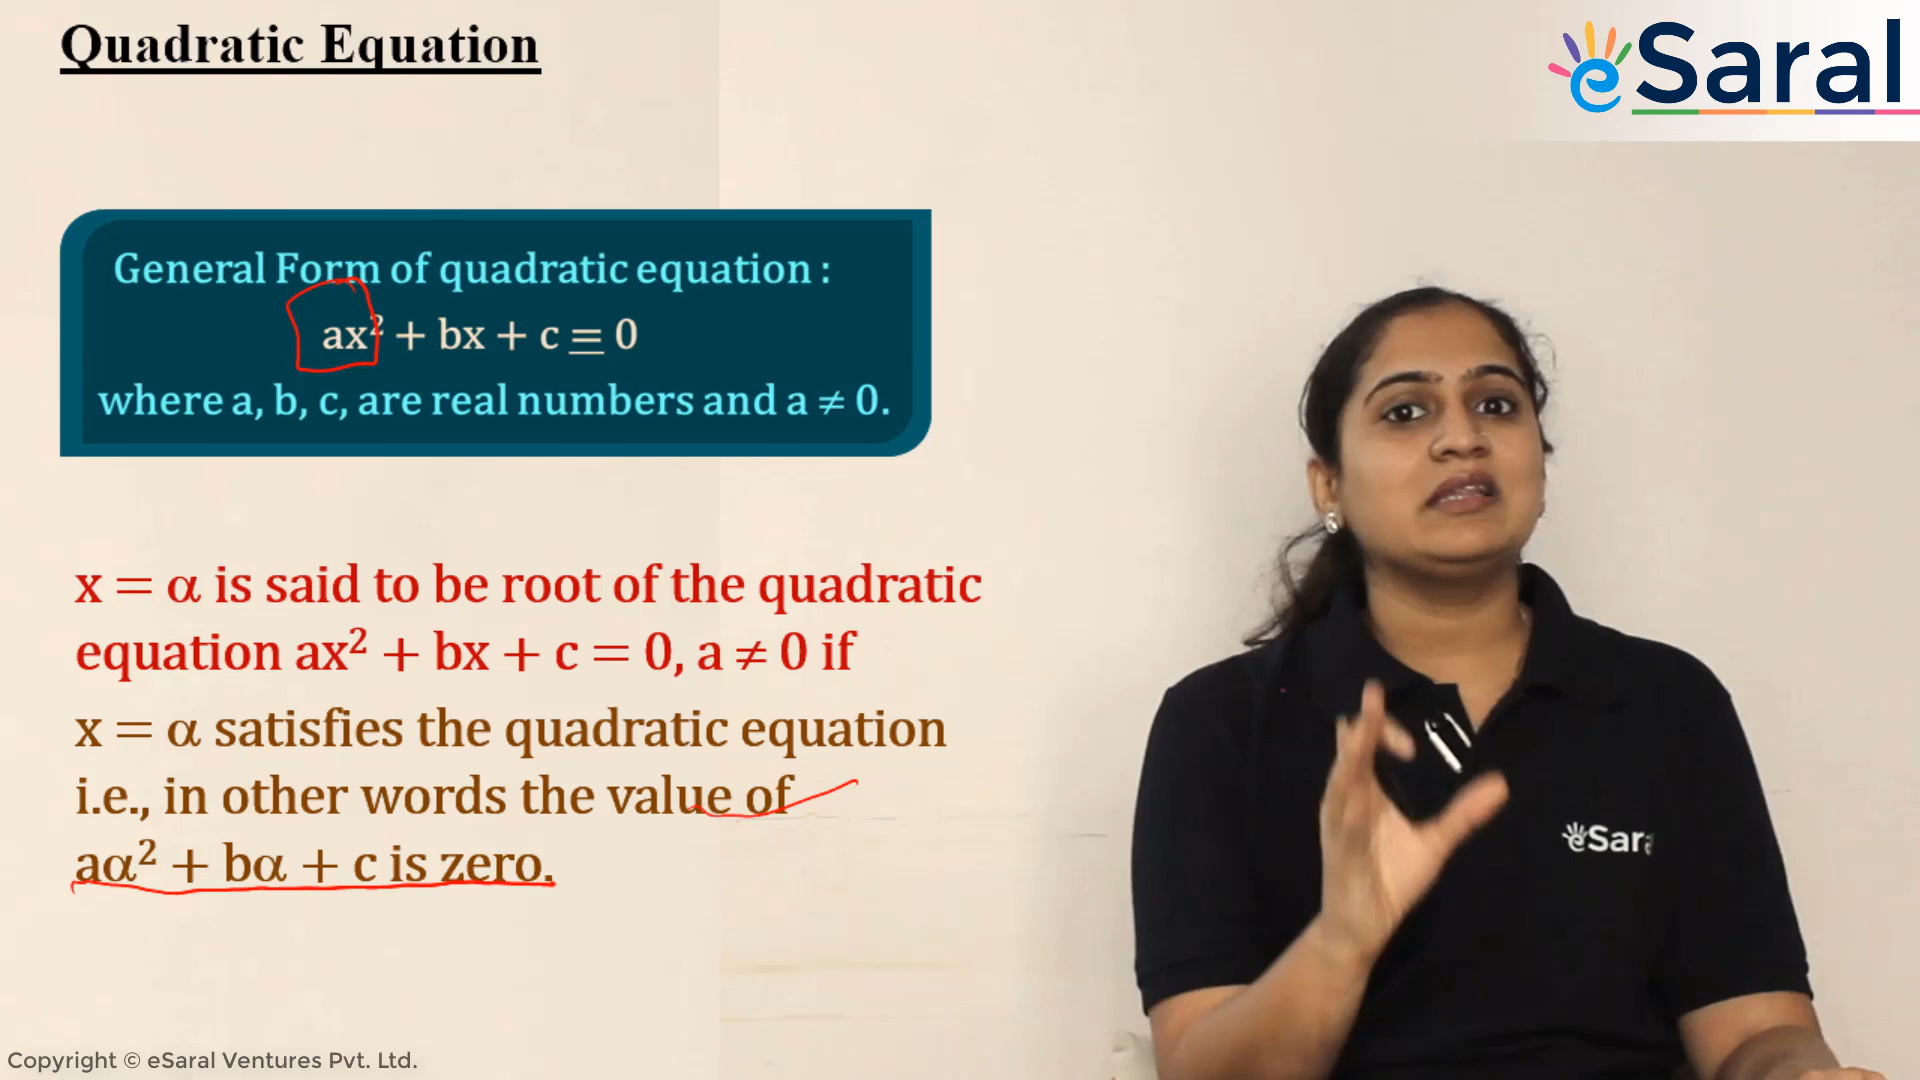 Quadratic Equation
eSaral
General Form of quadratic equation :
ax² + bx + c = 0
where a, b, c, are real numbers and a ≠ 0.
x = α is said to be root of the quadratic
equation ax² + bx + c = 0, a ≠ 0 if
x = α satisfies the quadratic equation
i.e., in other words the value of
aα² + bα + c is zero.
eSaral
Copyright © eSaral Ventures Pvt. Ltd.